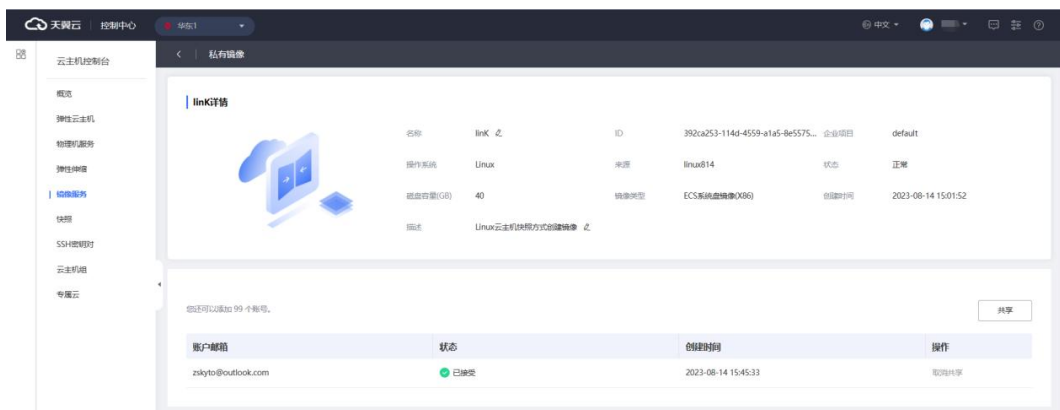 天翼云 控制中心 华东1 中文
云主机控制台
概览
弹性云主机
物理机服务
弹性伸缩
镜像服务
快照
SSH密钥对
云主机组
专属云
私有镜像
linK详情
名称 linK ID 392ca253-114d-4559-a1a5-8e5575... 企业项目 default
操作系统 Linux 来源 linux814 状态 正常
磁盘容量(GB) 40 镜像类型 ECS系统盘镜像(X86) 创建时间 2023-08-14 15:01:52
描述 Linux云主机快照方式创建镜像
您还可以添加 99 个账号。 共享
账户邮箱 状态 创建时间 操作
zskyto@outlook.com 已接受 2023-08-14 15:45:33 取消共享